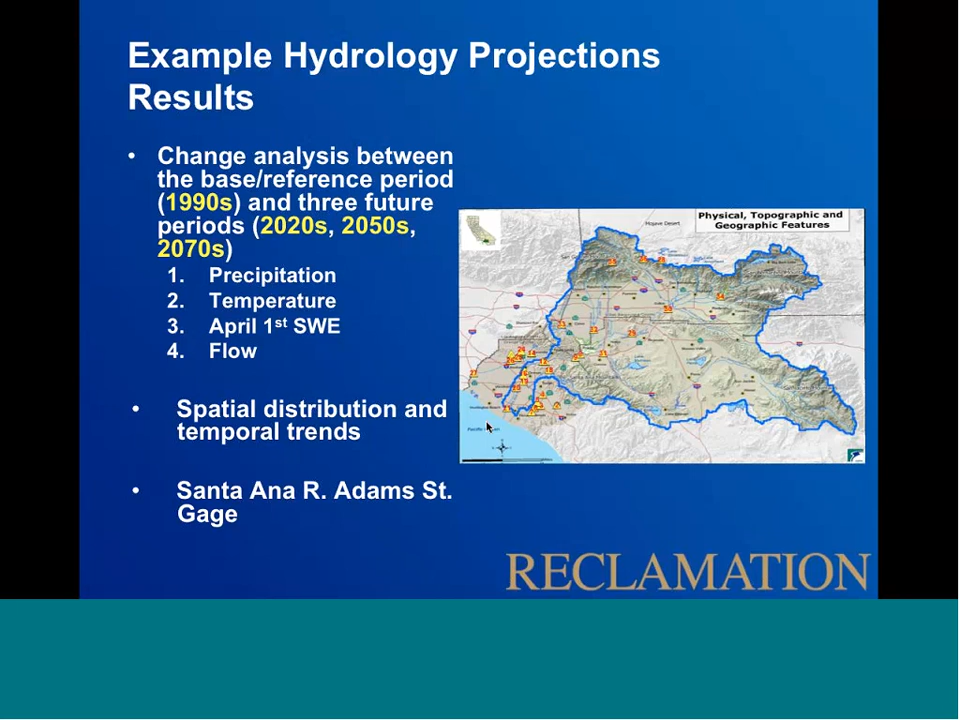 Example Hydrology Projections
Results
• Change analysis between
the base/reference period
(1990s) and three future
periods (2020s, 2050s,
2070s)
1. Precipitation
2. Temperature
3. April 1st SWE
4. Flow
• Spatial distribution and
temporal trends
• Santa Ana R. Adams St.
Gage
Physical, Topographic and
Geographic Features
Mojave Desert
RECLAMATION